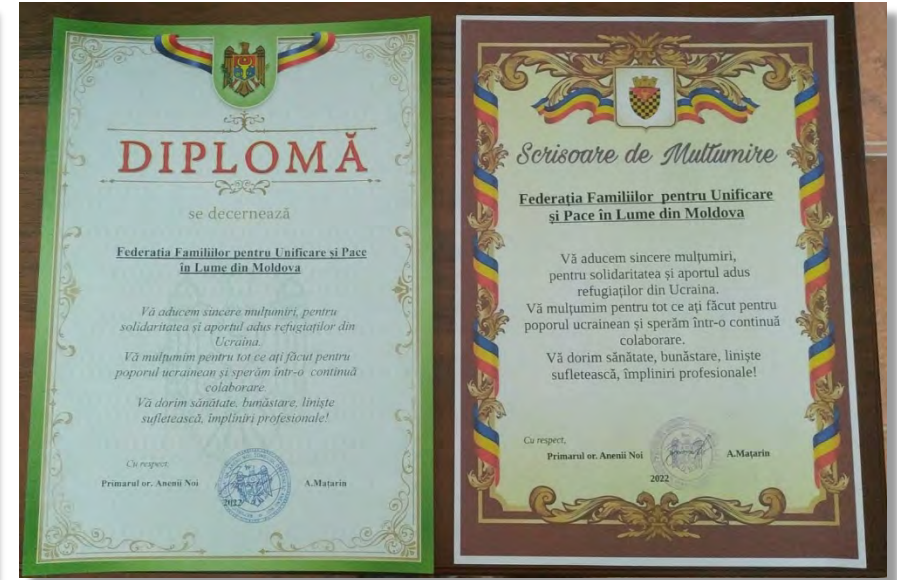 DIPLOMĂ
se decernează
Federația Familiilor pentru Unificare și Pace
în Lume din Moldova
Vă aducem sincere mulțumiri, pentru
solidaritatea și aportul adus refugiaților din
Ucraina.
Vă mulțumim pentru tot ce ați făcut pentru
poporul ucrainean și sperăm într-o continuă
colaborare.
Vă dorim sănătate, bunăstare, liniște
sufletească, împliniri profesionale!
Cu respect,
Primarul or. Anenii Noi A.Mațarin
2022
Scrisoare de Multumire
Federația Familiilor pentru Unificare
și Pace în Lume din Moldova
Vă aducem sincere mulțumiri,
pentru solidaritatea și aportul adus
refugiaților din Ucraina.
Vă mulțumim pentru tot ce ați făcut pentru
poporul ucrainean și sperăm într-o continuă
colaborare.
Vă dorim sănătate, bunăstare, liniște
sufletească, împliniri profesionale!
Cu respect,
Primarul or. Anenii Noi A.Mațarin
2022